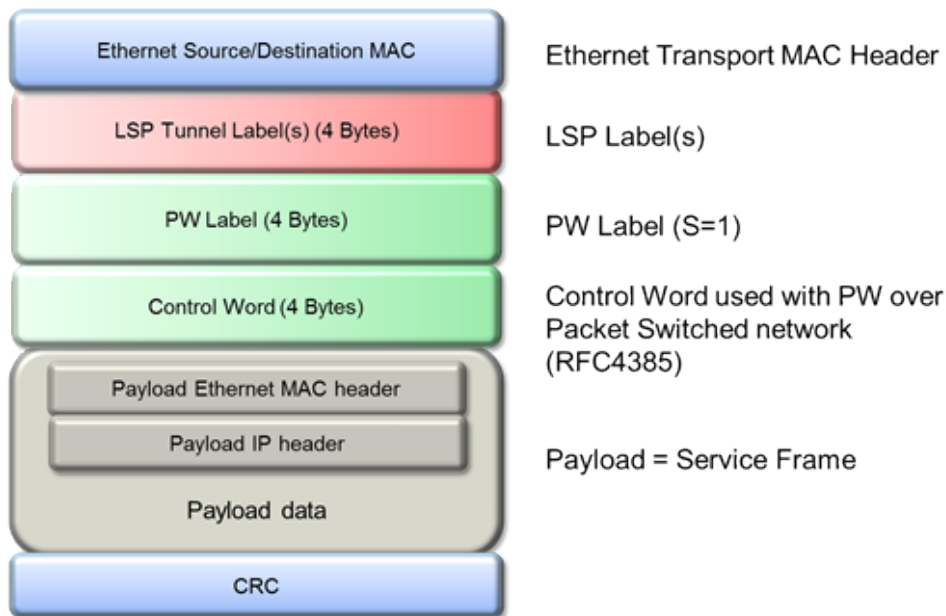 Ethernet Source/Destination MAC
Ethernet Transport MAC Header
LSP Tunnel Label(s) (4 Bytes)
LSP Label(s)
PW Label (4 Bytes)
PW Label (S=1)
Control Word (4 Bytes)
Control Word used with PW over
Packet Switched network
(RFC4385)
Payload Ethernet MAC header
Payload IP header
Payload data
Payload = Service Frame
CRC